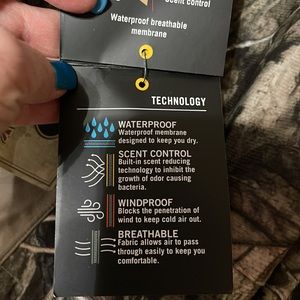 Scent control
Waterproof breathable
membrane
TECHNOLOGY
WATERPROOF
Waterproof membrane
designed to keep you dry.
SCENT CONTROL
Built-in scent reducing
technology to inhibit the
growth of odor causing
bacteria.
WINDPROOF
Blocks the penetration of
wind to keep cold air out.
BREATHABLE
Fabric allows air to pass
through easily to keep you
comfortable.